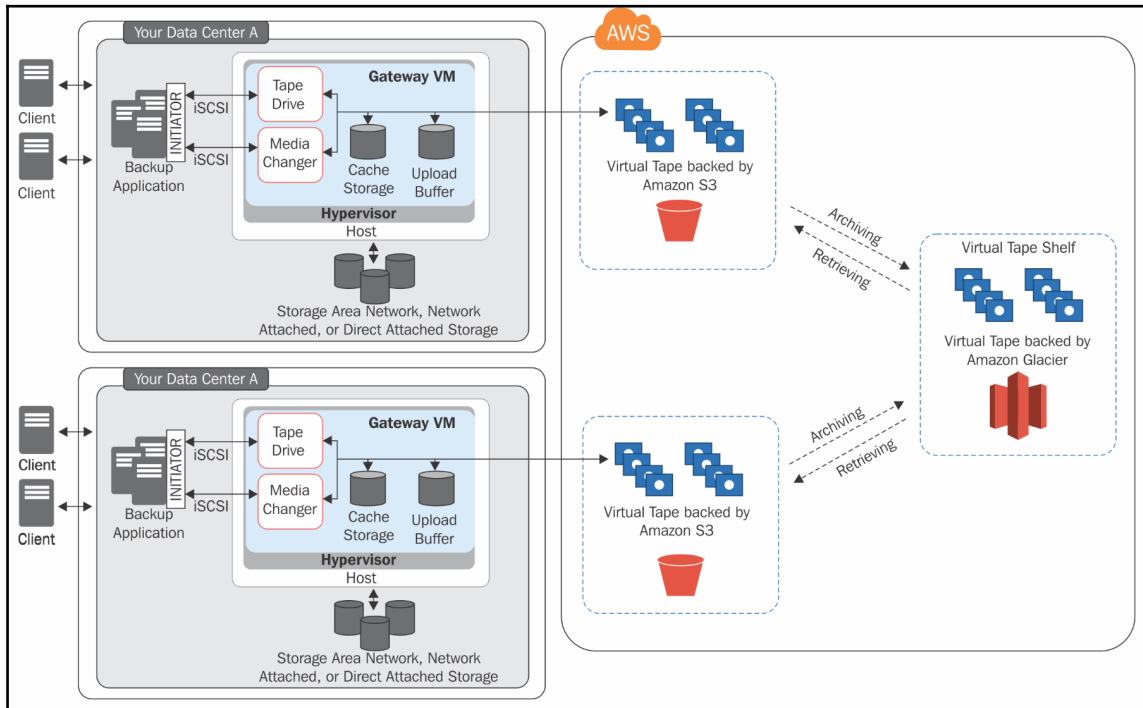 Your Data Center A
Client
Client
Backup
Application
INITIATOR
iSCSI
iSCSI
Gateway VM
Tape
Drive
Media
Changer
Cache
Storage
Upload
Buffer
Hypervisor
Host
Storage Area Network, Network
Attached, or Direct Attached Storage
AWS
Virtual Tape backed by
Amazon S3
Archiving
Retrieving
Virtual Tape Shelf
Virtual Tape backed by
Amazon Glacier
Your Data Center A
Client
Client
Backup
Application
INITIATOR
iSCSI
iSCSI
Gateway VM
Tape
Drive
Media
Changer
Cache
Storage
Upload
Buffer
Hypervisor
Host
Storage Area Network, Network
Attached, or Direct Attached Storage
Virtual Tape backed by
Amazon S3
Archiving
Retrieving